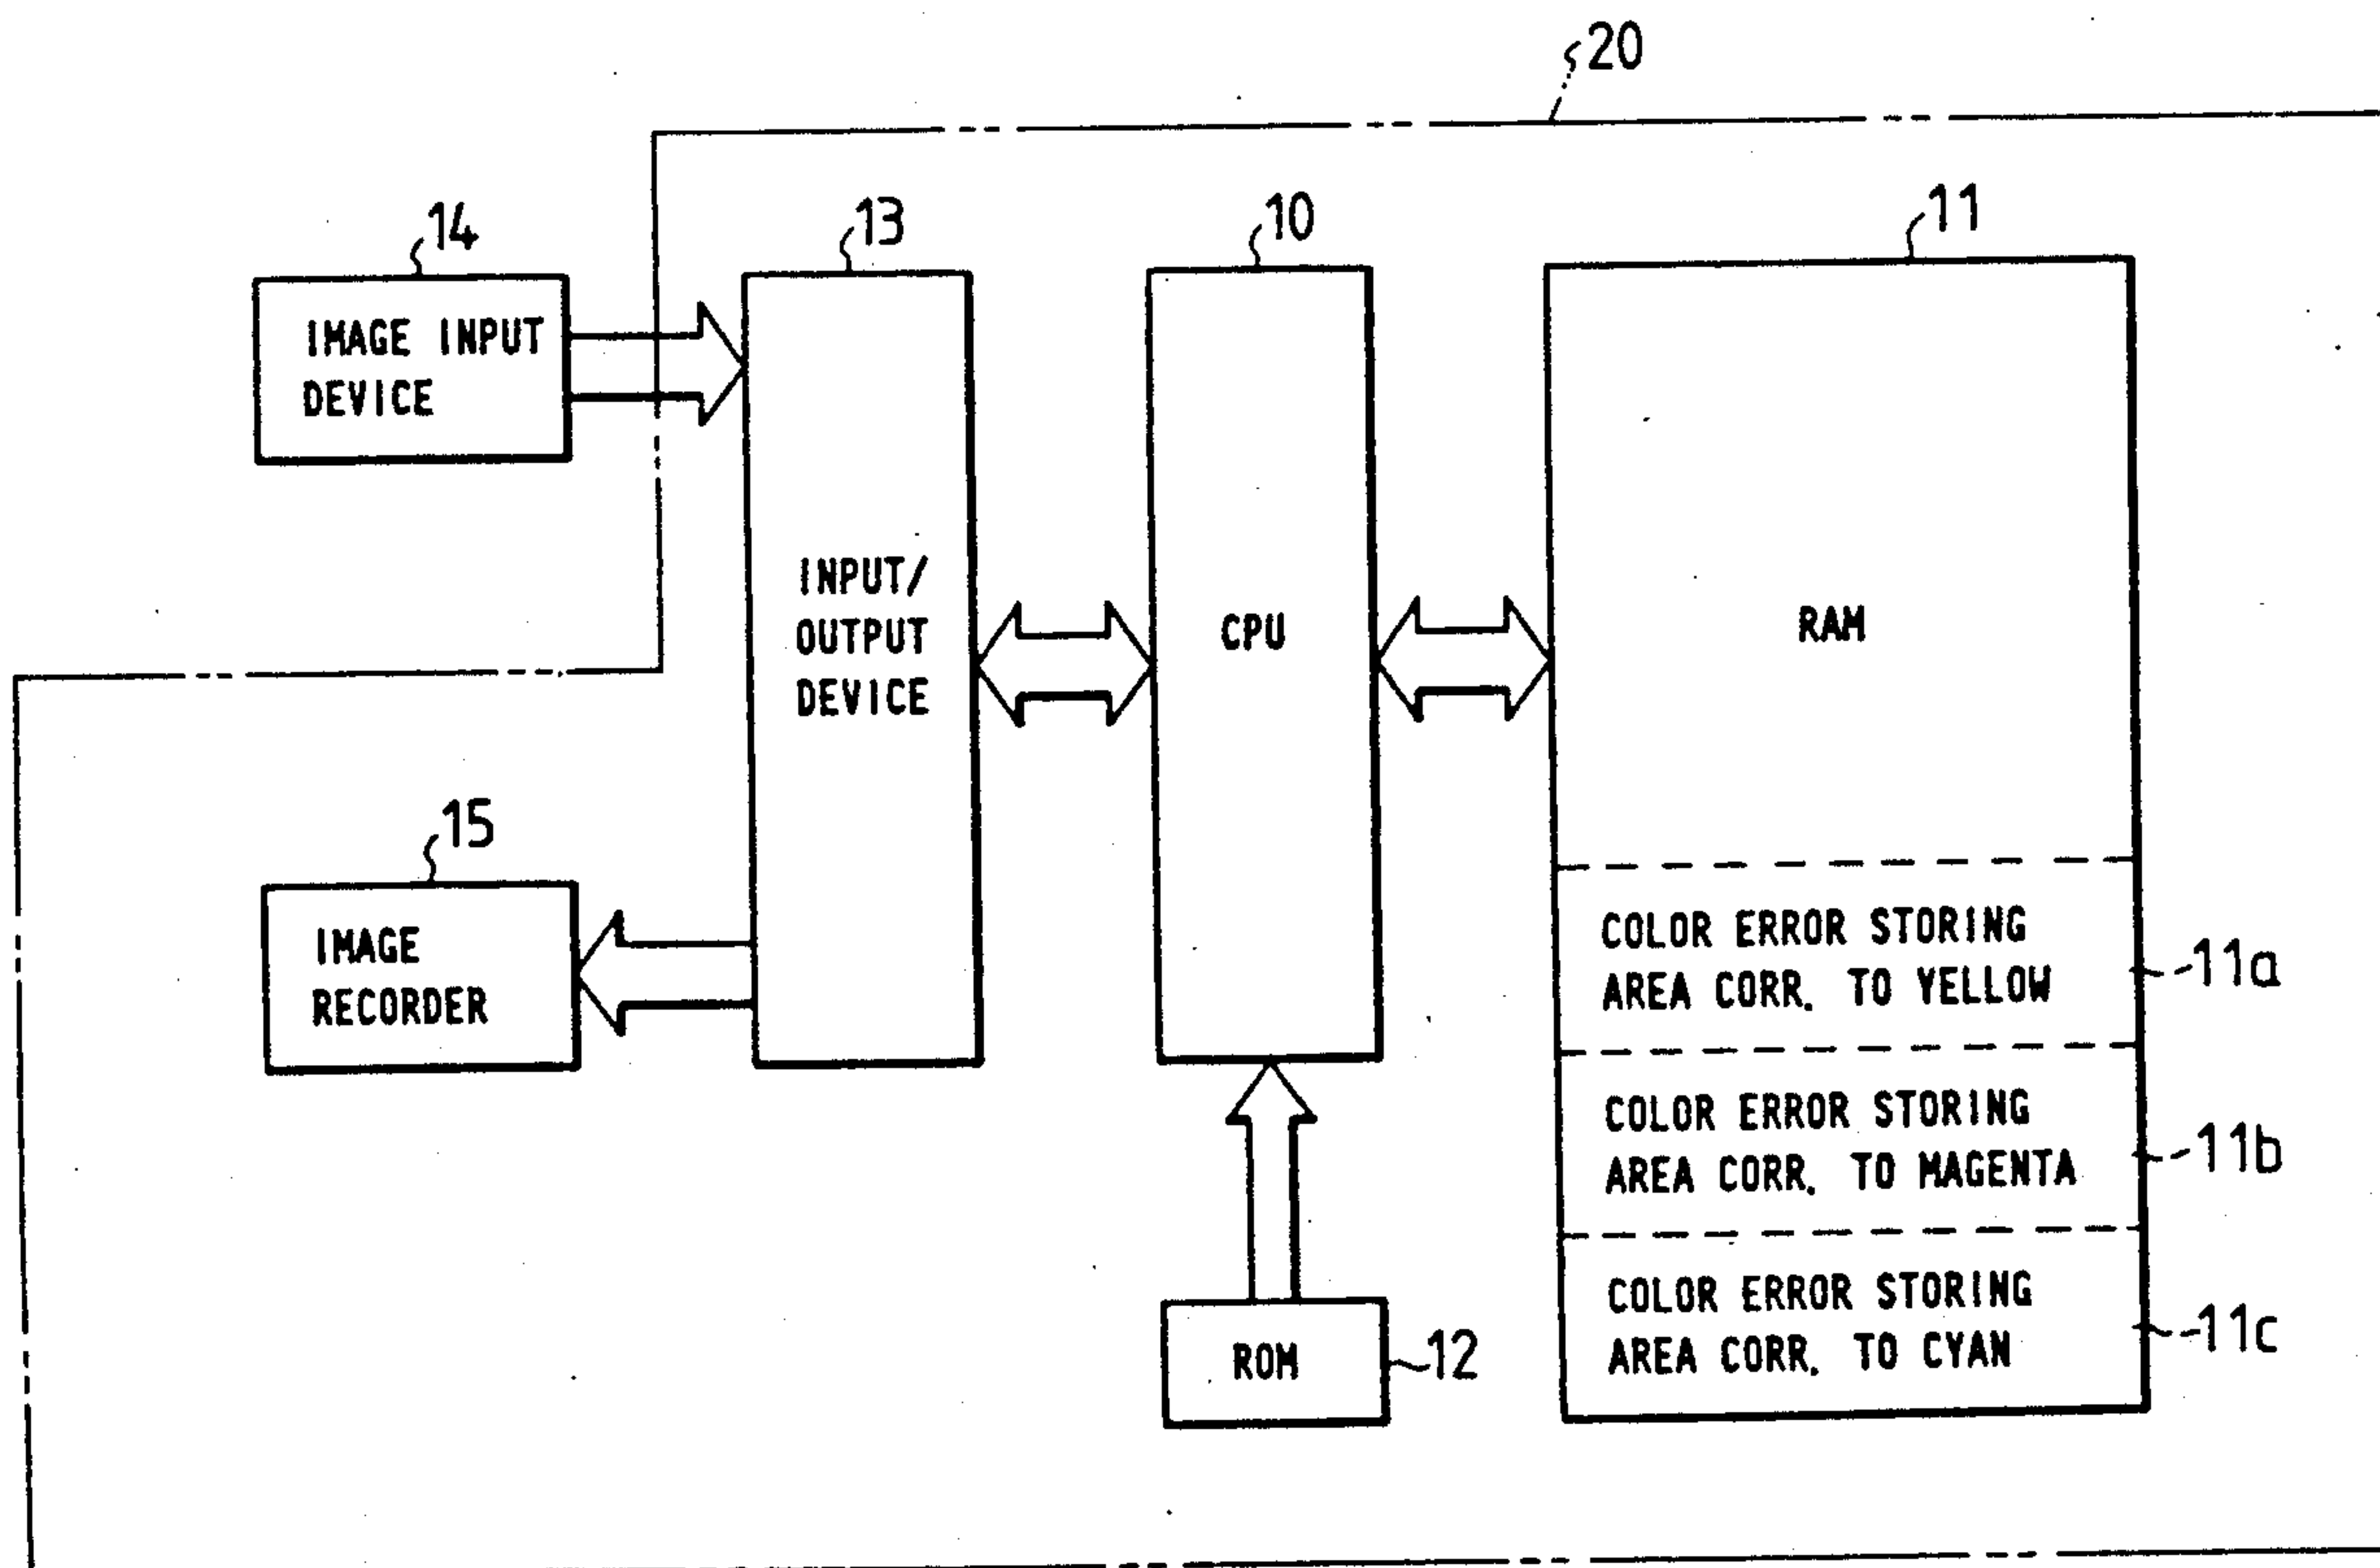 20
14
13
10
11
IMAGE INPUT
DEVICE
INPUT/
OUTPUT
DEVICE
CPU
RAM
15
IMAGE
RECORDER
COLOR ERROR STORING
AREA CORR. TO YELLOW
11a
COLOR ERROR STORING
AREA CORR. TO MAGENTA
11b
COLOR ERROR STORING
AREA CORR. TO CYAN
11c
ROM
12